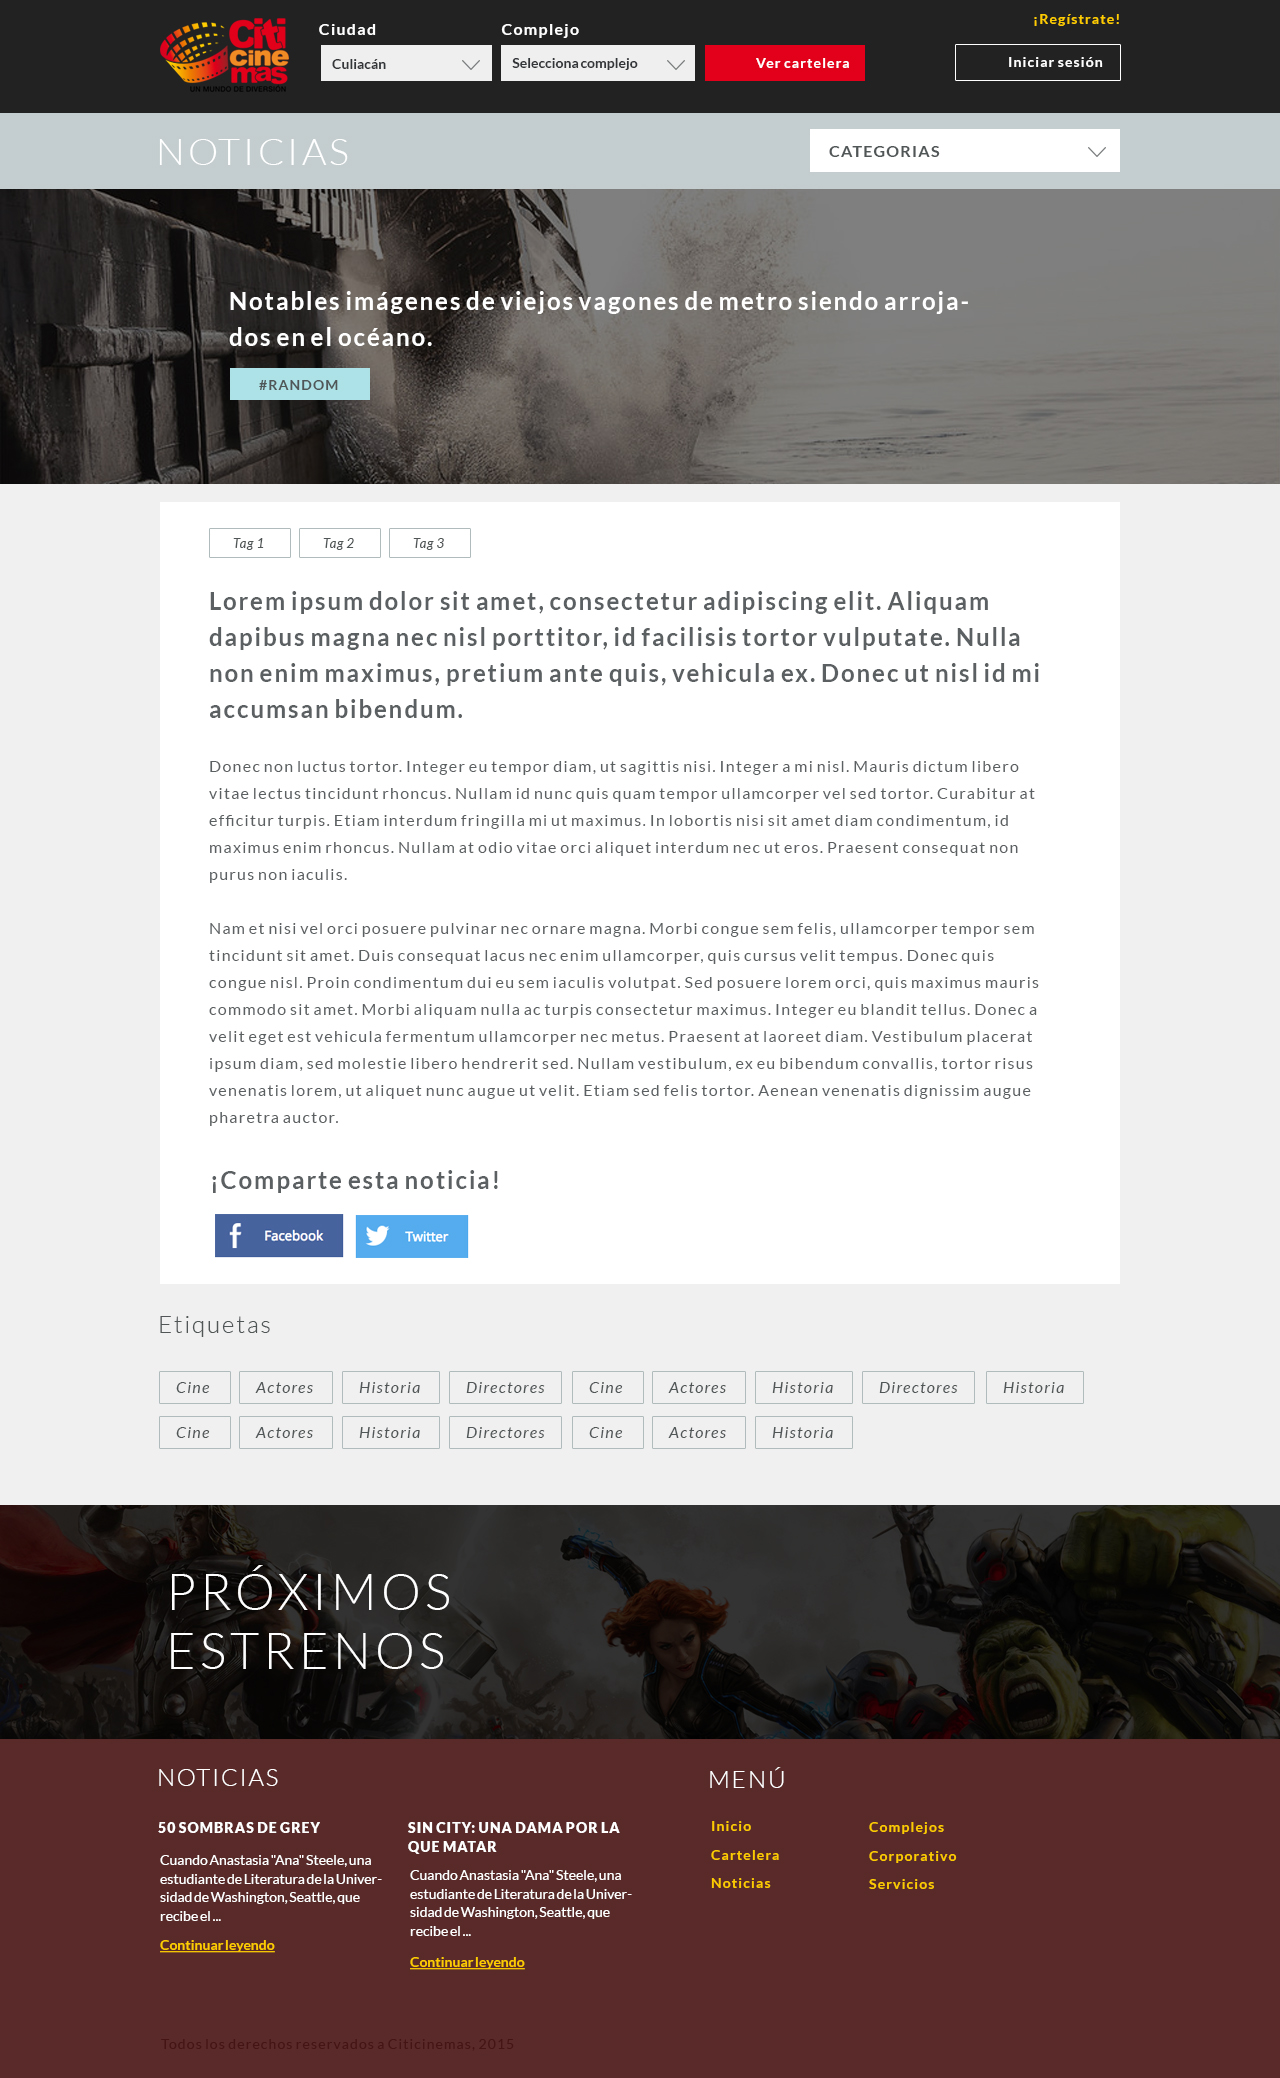 Citi
cine
mas
UN MUNDO DE DIVERSIÓN
Ciudad
Complejo
¡Regístrate!
Culiacán
Selecciona complejo
Ver cartelera
Iniciar sesión
NOTICIAS
CATEGORIAS
Notables imágenes de viejos vagones de metro siendo arroja-
dos en el océano.
#RANDOM
Tag 1
Tag 2
Tag 3
Lorem ipsum dolor sit amet, consectetur adipiscing elit. Aliquam
dapibus magna nec nisl porttitor, id facilisis tortor vulputate. Nulla
non enim maximus, pretium ante quis, vehicula ex. Donec ut nisl id mi
accumsan bibendum.
Donec non luctus tortor. Integer eu tempor diam, ut sagittis nisi. Integer a mi nisl. Mauris dictum libero
vitae lectus tincidunt rhoncus. Nullam id nunc quis quam tempor ullamcorper vel sed tortor. Curabitur at
efficitur turpis. Etiam interdum fringilla mi ut maximus. In lobortis nisi sit amet diam condimentum, id
maximus enim rhoncus. Nullam at odio vitae orci aliquet interdum nec ut eros. Praesent consequat non
purus non iaculis.
Nam et nisi vel orci posuere pulvinar nec ornare magna. Morbi congue sem felis, ullamcorper tempor sem
tincidunt sit amet. Duis consequat lacus nec enim ullamcorper, quis cursus velit tempus. Donec quis
congue nisl. Proin condimentum dui eu sem iaculis volutpat. Sed posuere lorem orci, quis maximus mauris
commodo sit amet. Morbi aliquam nulla ac turpis consectetur maximus. Integer eu blandit tellus. Donec a
velit eget est vehicula fermentum ullamcorper nec metus. Praesent at laoreet diam. Vestibulum placerat
ipsum diam, sed molestie libero hendrerit sed. Nullam vestibulum, ex eu bibendum convallis, tortor risus
venenatis lorem, ut aliquet nunc augue ut velit. Etiam sed felis tortor. Aenean venenatis dignissim augue
pharetra auctor.
¡Comparte esta noticia!
Facebook
Twitter
Etiquetas
Cine
Actores
Historia
Directores
Cine
Actores
Historia
Directores
Historia
Cine
Actores
Historia
Directores
Cine
Actores
Historia
PRÓXIMOS
ESTRENOS
NOTICIAS
50 SOMBRAS DE GREY
Cuando Anastasia "Ana" Steele, una
estudiante de Literatura de la Univer-
sidad de Washington, Seattle, que
recibe el ...
Continuar leyendo
SIN CITY: UNA DAMA POR LA
QUE MATAR
Cuando Anastasia "Ana" Steele, una
estudiante de Literatura de la Univer-
sidad de Washington, Seattle, que
recibe el ...
Continuar leyendo
MENÚ
Inicio
Cartelera
Noticias
Complejos
Corporativo
Servicios
Todos los derechos reservados a Citicinemas, 2015